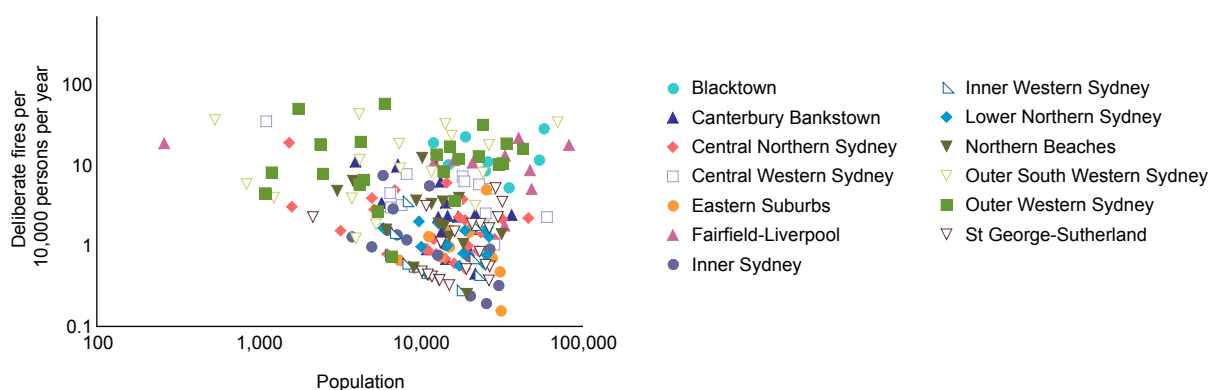 Deliberate fires per
10,000 persons per year
100
10
1
0.1
100
1,000
10,000
100,000
Population
Blacktown
Canterbury Bankstown
Central Northern Sydney
Central Western Sydney
Eastern Suburbs
Fairfield-Liverpool
Inner Sydney
Inner Western Sydney
Lower Northern Sydney
Northern Beaches
Outer South Western Sydney
Outer Western Sydney
St George-Sutherland